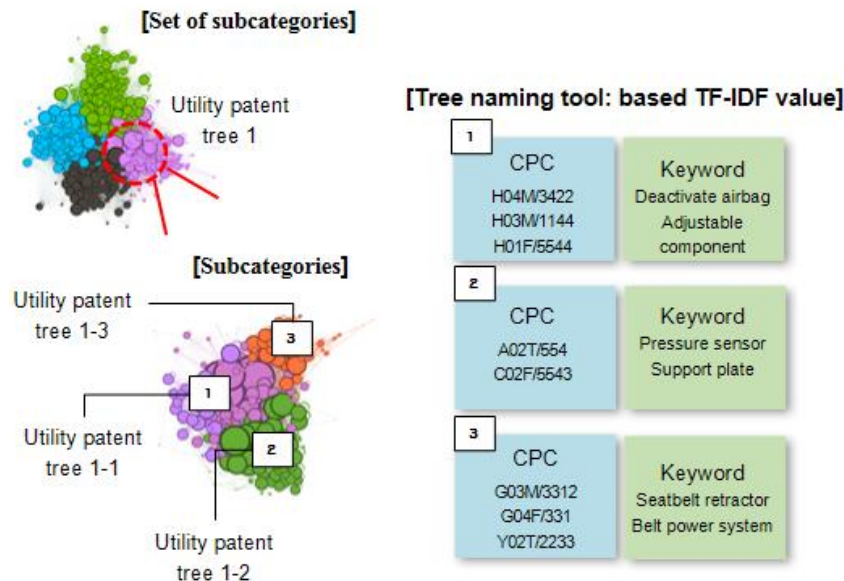 [Set of subcategories]
Utility patent
tree 1
[Subcategories]
Utility patent
tree 1-3
3
1
2
Utility patent
tree 1-1
Utility patent
tree 1-2
[Tree naming tool: based TF-IDF value]
1
CPC
H04M/3422
H03M/1144
H01F/5544
Keyword
Deactivate airbag
Adjustable
component
2
CPC
A02T/554
C02F/5543
Keyword
Pressure sensor
Support plate
3
CPC
G03M/3312
G04F/331
Y02T/2233
Keyword
Seatbelt retractor
Belt power system